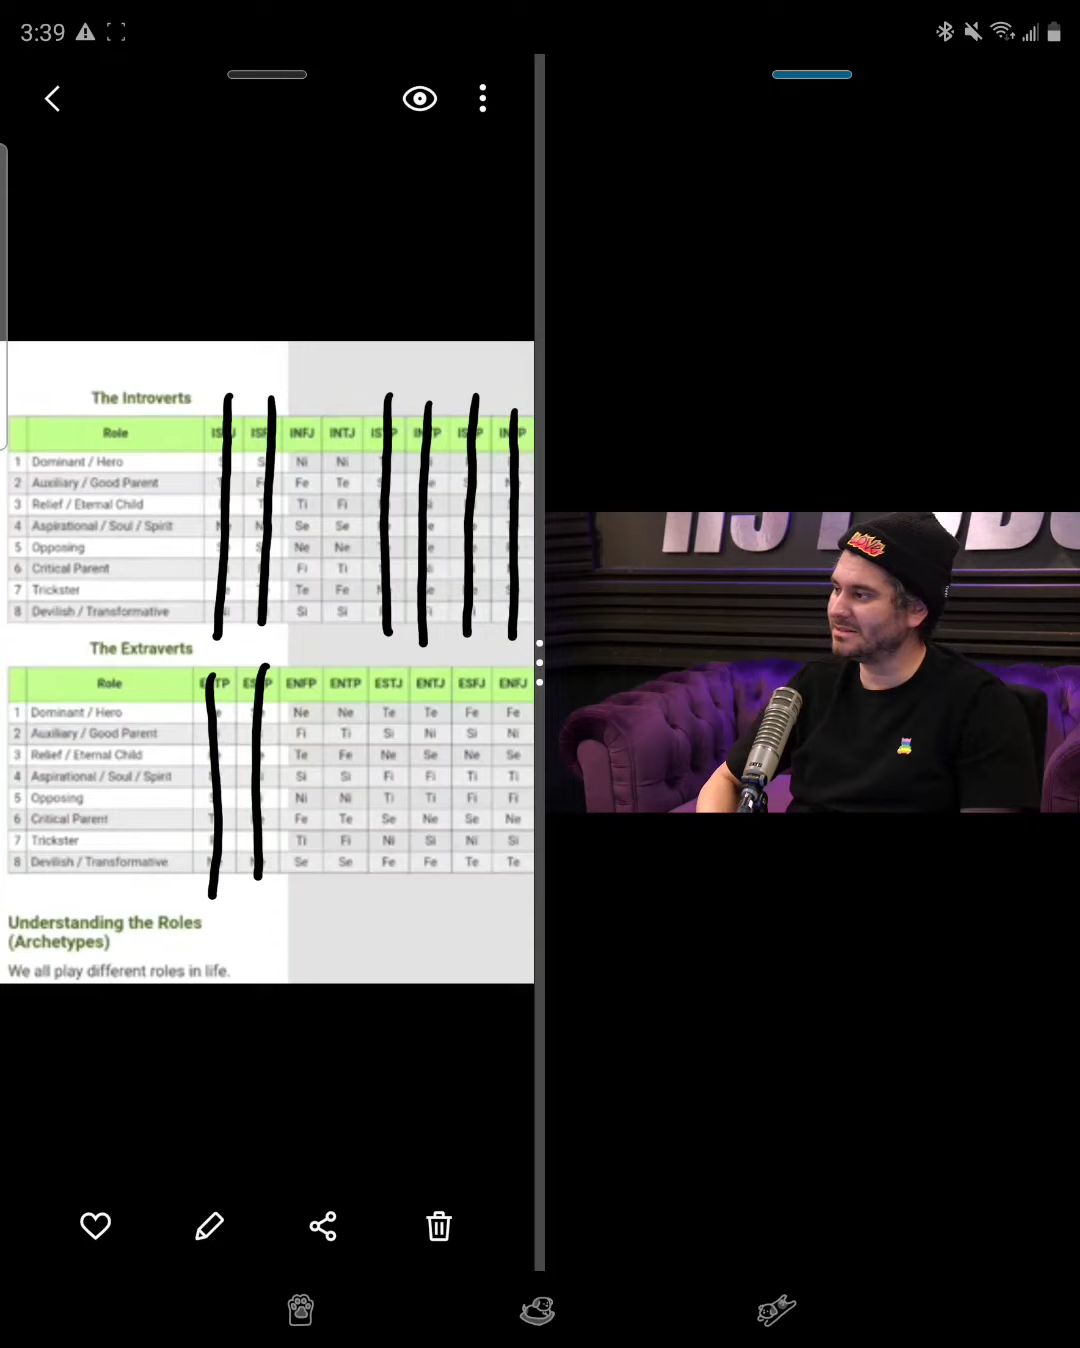 3:39
The Introverts
Role INFJ INTJ
1 Dominant / Hero Ni Ni
2 Auxiliary / Good Parent Fe Te
3 Relief / Eternal Child Ti Fi
4 Aspirational / Soul / Spirit Se Se
5 Opposing Ne Ne
6 Critical Parent Fi Ti
7 Trickster Te Fe
8 Devilish / Transformative Si Si
The Extraverts
Role ENFP ENTP ESTJ ENTJ ESFJ ENFJ
1 Dominant / Hero Ne Ne Te Te Fe Fe
2 Auxiliary / Good Parent Fi Ti Si Ni Si Ni
3 Relief / Eternal Child Te Fe Ne Se Ne Se
4 Aspirational / Soul / Spirit Si Si Fi Fi Ti Ti
5 Opposing Ni Ni Ti Ti Fi Fi
6 Critical Parent Fe Te Se Ne Se Ne
7 Trickster Ti Fi Ni Si Ni Si
8 Devilish / Transformative Se Se Fe Fe Te Te
Understanding the Roles
(Archetypes)
We all play different roles in life.
LOVE